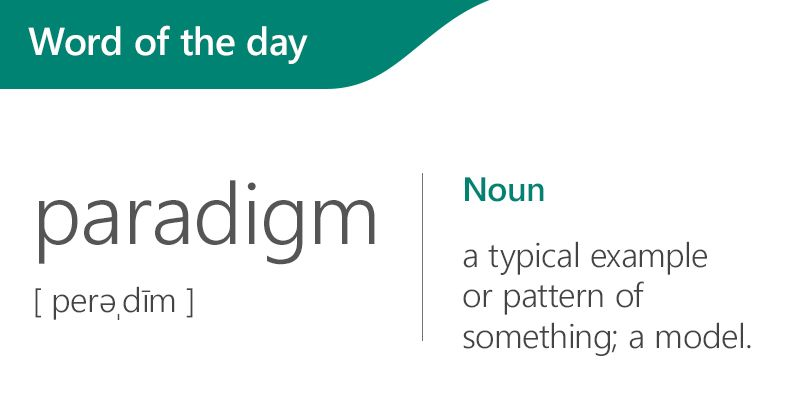 Word of the day
paradigm
[ perəˌdīm ]
Noun
a typical example
or pattern of
something; a model.